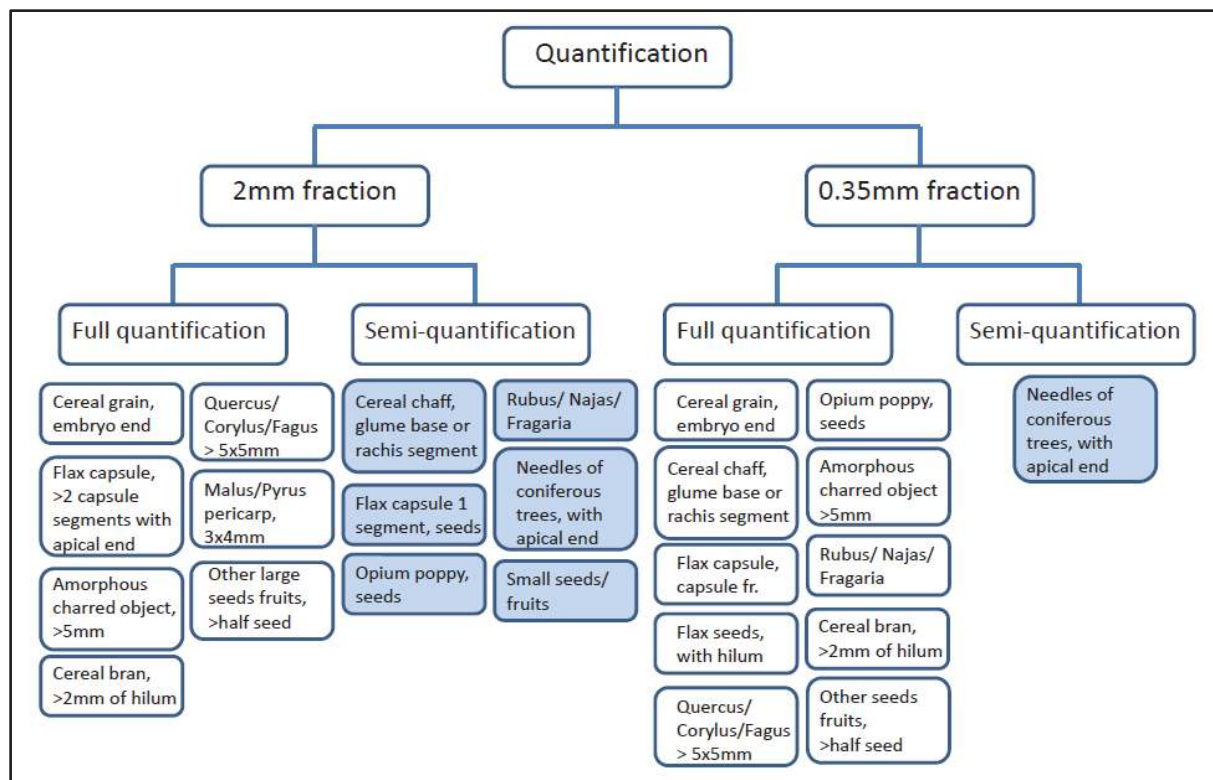 Quantification
2mm fraction
0.35mm fraction
Full quantification
Semi-quantification
Full quantification
Semi-quantification
Cereal grain,
embryo end
Flax capsule,
>2 capsule
segments with
apical end
Amorphous
charred object,
>5mm
Cereal bran,
>2mm of hilum
Quercus/
Corylus/Fagus
> 5x5mm
Malus/Pyrus
pericarp,
3x4mm
Other large
seeds fruits,
>half seed
Cereal chaff,
glume base or
rachis segment
Flax capsule 1
segment, seeds
Opium poppy,
seeds
Rubus/ Najas/
Fragaria
Needles of
coniferous
trees, with
apical end
Small seeds/
fruits
Cereal grain,
embryo end
Cereal chaff,
glume base or
rachis segment
Flax capsule,
capsule fr.
Flax seeds,
with hilum
Quercus/
Corylus/Fagus
> 5x5mm
Opium poppy,
seeds
Amorphous
charred object
>5mm
Rubus/ Najas/
Fragaria
Cereal bran,
>2mm of hilum
Other seeds
fruits,
>half seed
Needles of
coniferous
trees, with
apical end